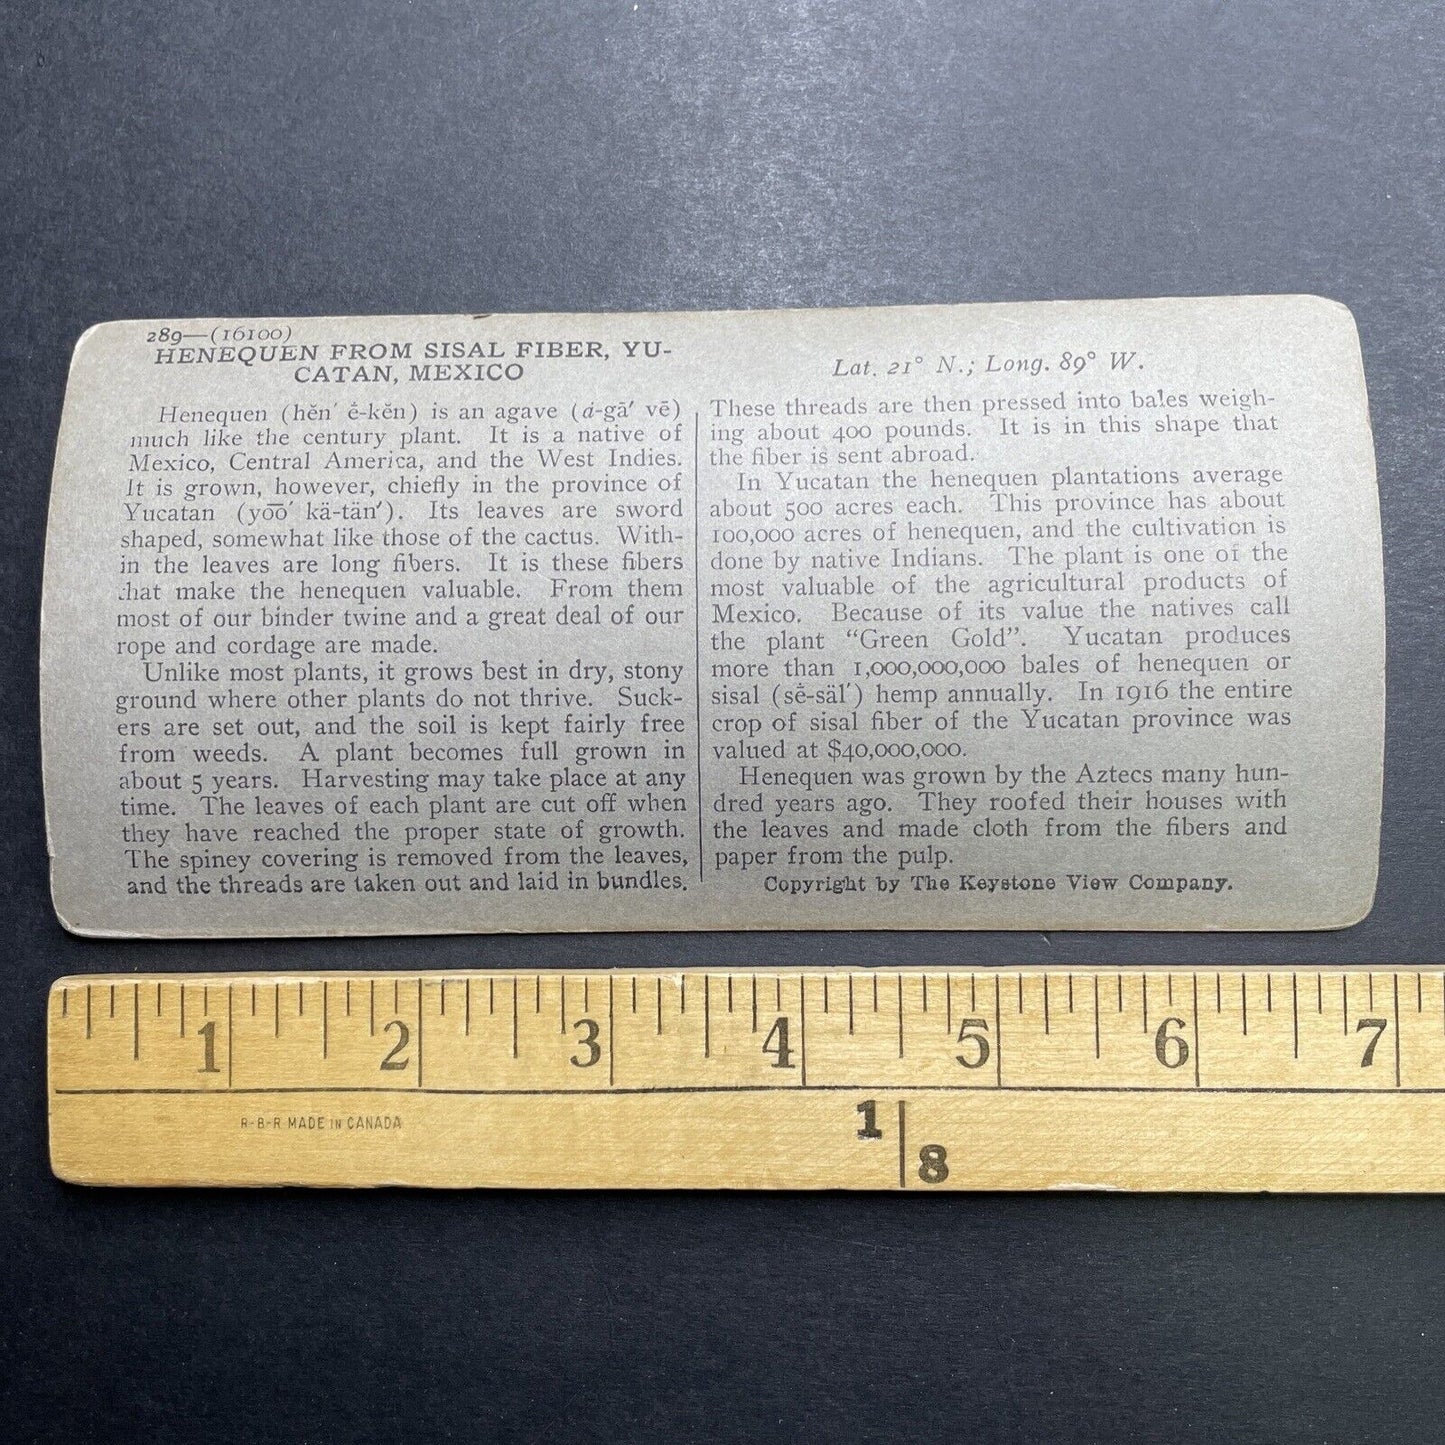 289—(16100)
HENEQUEN FROM SISAL FIBER, YU-
CATAN, MEXICO
Henequen (hĕn′ ė-kĕn) is an agave (ȧ-gā′ vē)
much like the century plant. It is a native of
Mexico, Central America, and the West Indies.
It is grown, however, chiefly in the province of
Yucatan (yo͞o′ kä-tän′). Its leaves are sword
shaped, somewhat like those of the cactus. With-
in the leaves are long fibers. It is these fibers
that make the henequen valuable. From them
most of our binder twine and a great deal of our
rope and cordage are made.
Unlike most plants, it grows best in dry, stony
ground where other plants do not thrive. Suck-
ers are set out, and the soil is kept fairly free
from weeds. A plant becomes full grown in
about 5 years. Harvesting may take place at any
time. The leaves of each plant are cut off when
they have reached the proper state of growth.
The spiney covering is removed from the leaves,
and the threads are taken out and laid in bundles.
Lat. 21° N.; Long. 89° W.
These threads are then pressed into bales weigh-
ing about 400 pounds. It is in this shape that
the fiber is sent abroad.
In Yucatan the henequen plantations average
about 500 acres each. This province has about
100,000 acres of henequen, and the cultivation is
done by native Indians. The plant is one of the
most valuable of the agricultural products of
Mexico. Because of its value the natives call
the plant “Green Gold”. Yucatan produces
more than 1,000,000,000 bales of henequen or
sisal (sė-säl′) hemp annually. In 1916 the entire
crop of sisal fiber of the Yucatan province was
valued at $40,000,000.
Henequen was grown by the Aztecs many hun-
dred years ago. They roofed their houses with
the leaves and made cloth from the fibers and
paper from the pulp.
Copyright by The Keystone View Company.
1 2 3 4 5 6 7
R-B-R MADE IN CANADA
1/8